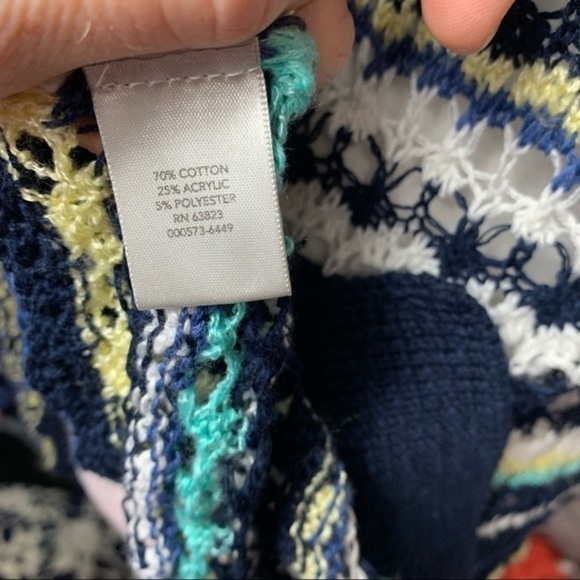 70% COTTON
25% ACRYLIC
5% POLYESTER
RN 63823
000573-6449